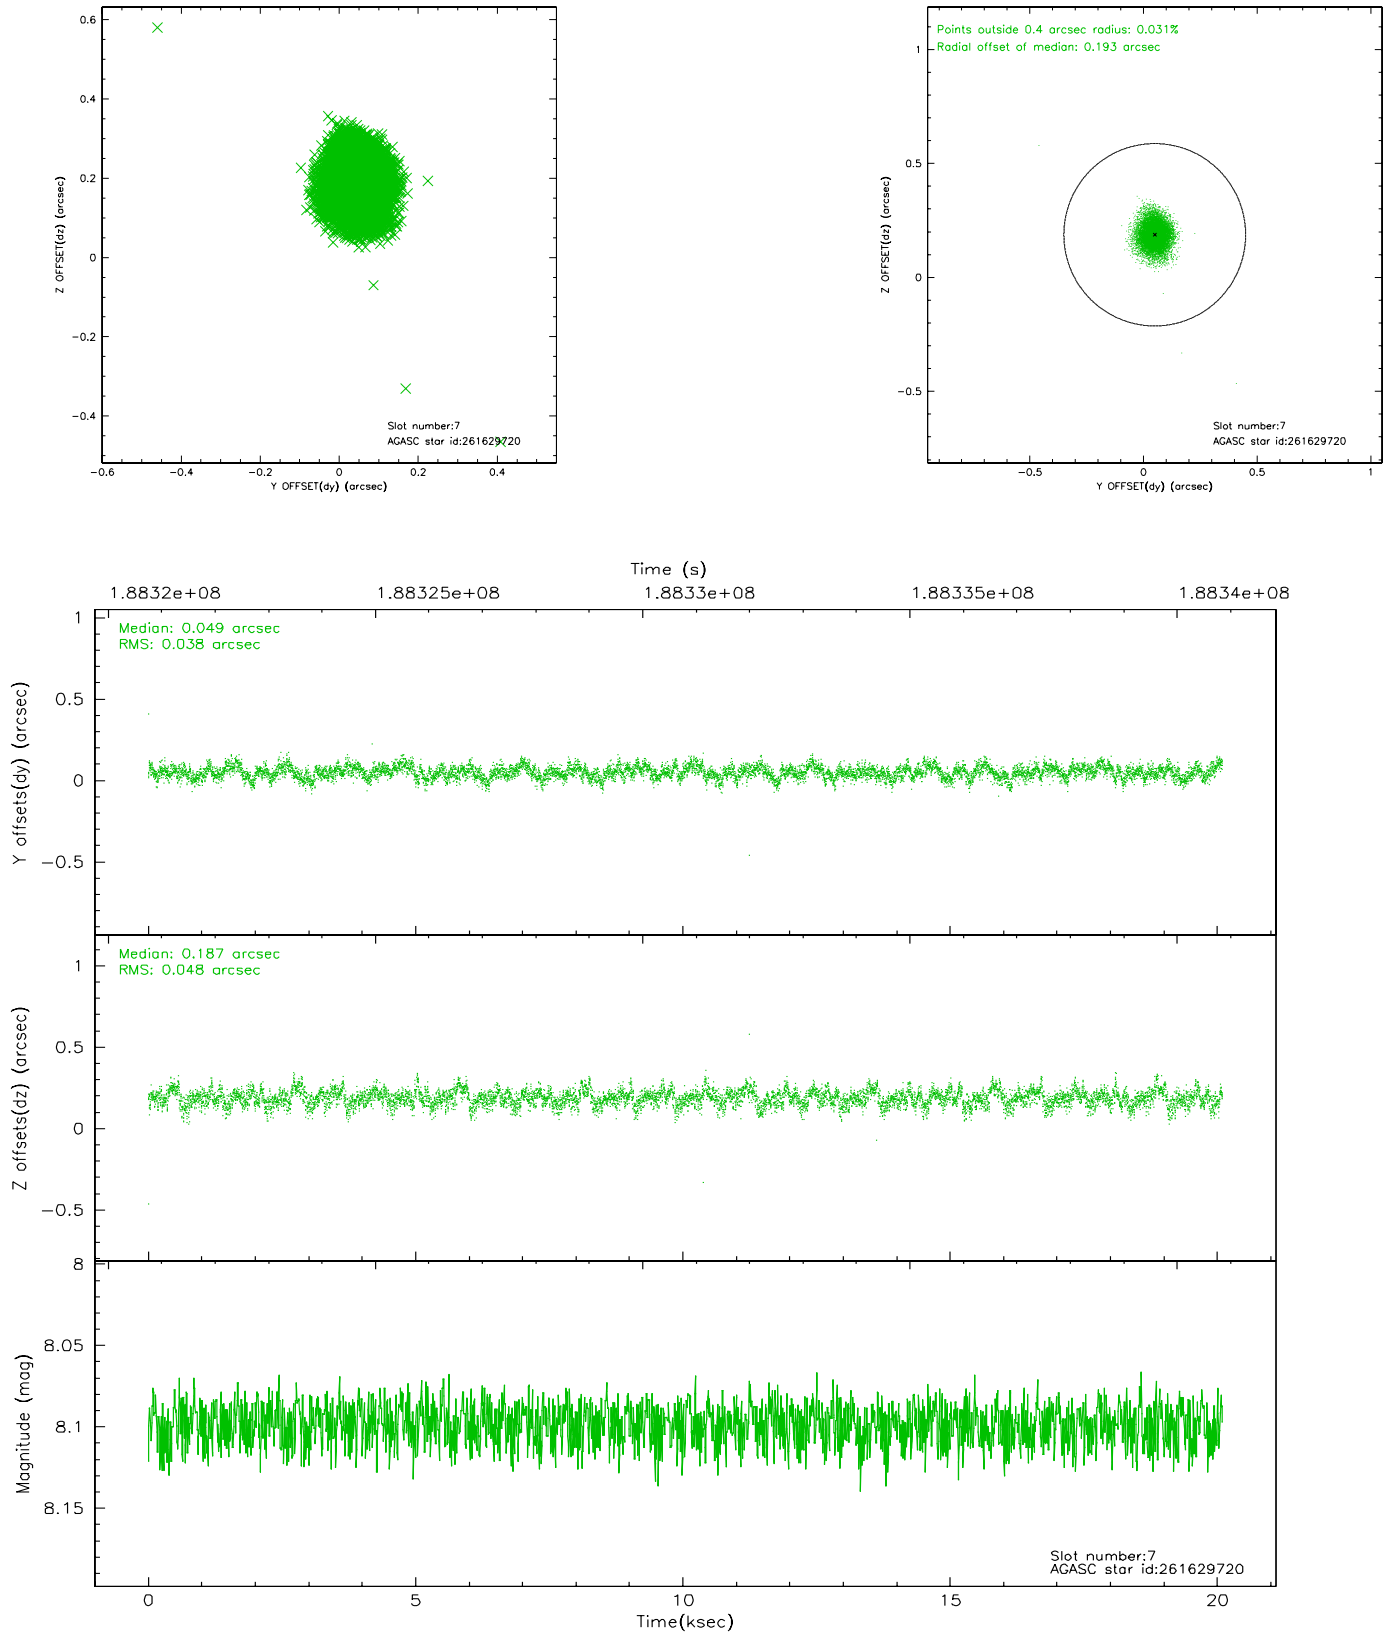 0.6
0.4
0.2
0
−0.2
−0.4
Z OFFSET(dz) (arcsec)
Slot number:7
AGASC star id:261629720
−0.6 −0.4 −0.2 0 0.2 0.4
Y OFFSET(dy) (arcsec)
Points outside 0.4 arcsec radius: 0.031%
Radial offset of median: 0.193 arcsec
1
0.5
0
−0.5
Z OFFSET(dz) (arcsec)
Slot number:7
AGASC star id:261629720
−0.5 0 0.5 1
Y OFFSET(dy) (arcsec)
Time (s)
1.8832e+08 1.88325e+08 1.8833e+08 1.88335e+08 1.8834e+08
Median: 0.049 arcsec
RMS: 0.038 arcsec
1
0.5
0
−0.5
Y offsets(dy) (arcsec)
Median: 0.187 arcsec
RMS: 0.048 arcsec
1
0.5
0
−0.5
Z offsets(dz) (arcsec)
8
8.05
8.1
8.15
Magnitude (mag)
Slot number:7
AGASC star id:261629720
0 5 10 15 20
Time(ksec)